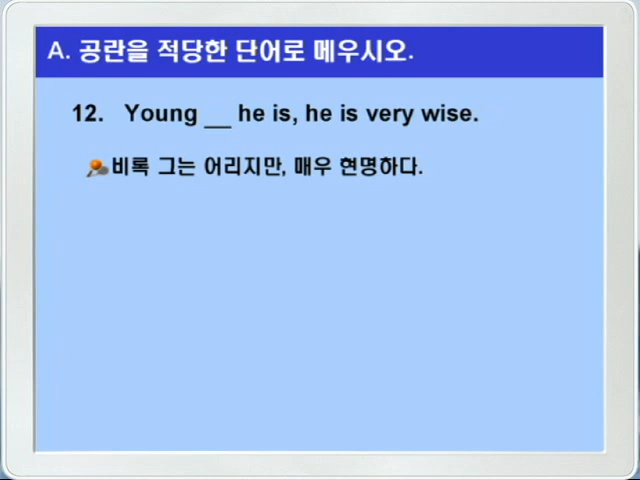 A. 공란을 적당한 단어로 메우시오.
12. Young __ he is, he is very wise.
비록 그는 어리지만, 매우 현명하다.